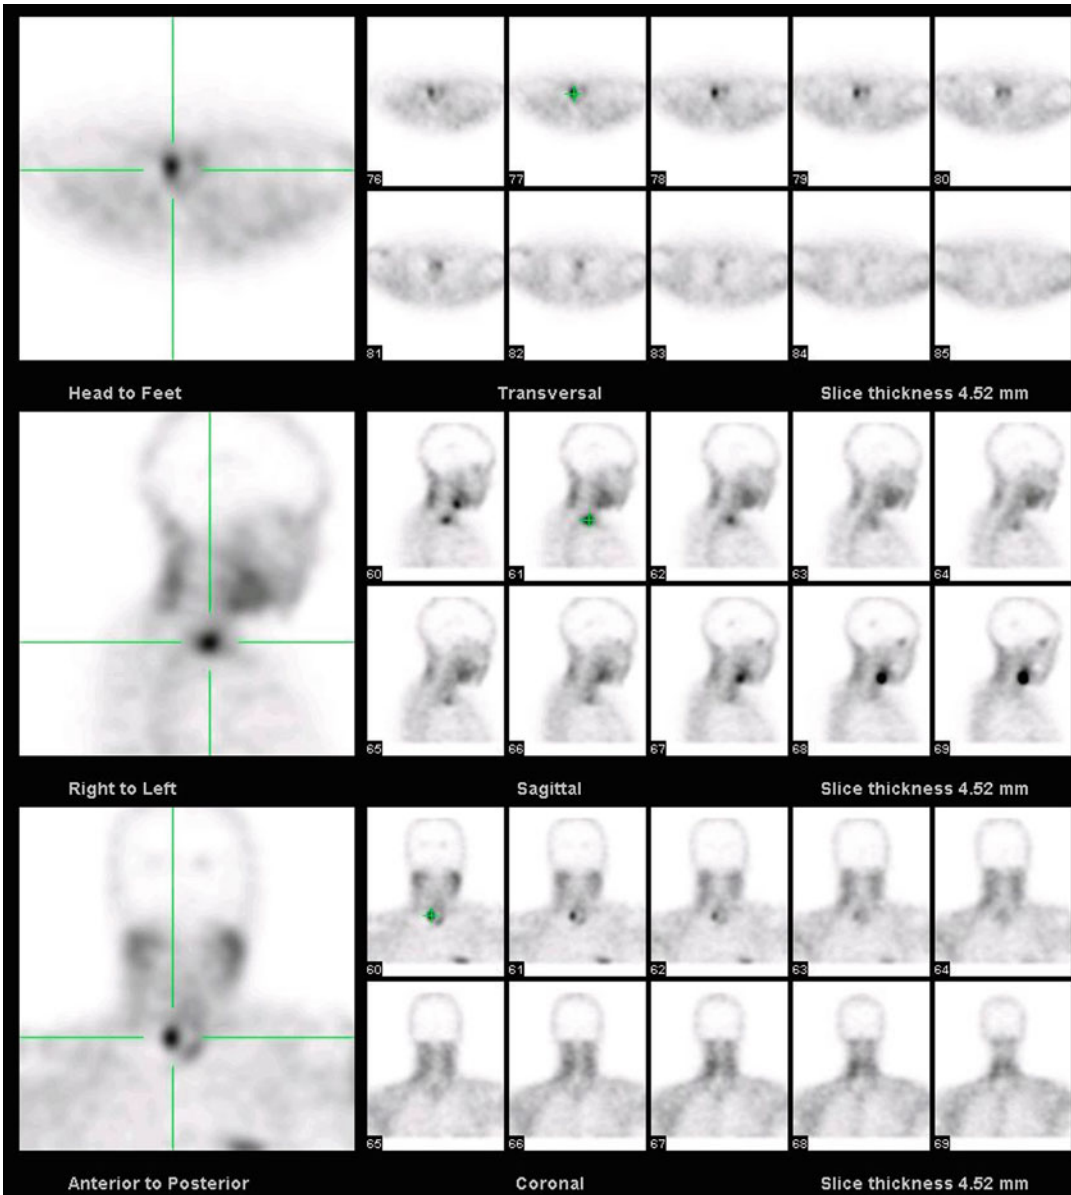 76 77 78 79 80
81 82 83 84 85
Head to Feet Transversal Slice thickness 4.52 mm
60 61 62 63 64
65 66 67 68 69
Right to Left Sagittal Slice thickness 4.52 mm
60 61 62 63 64
65 66 67 68 69
Anterior to Posterior Coronal Slice thickness 4.52 mm